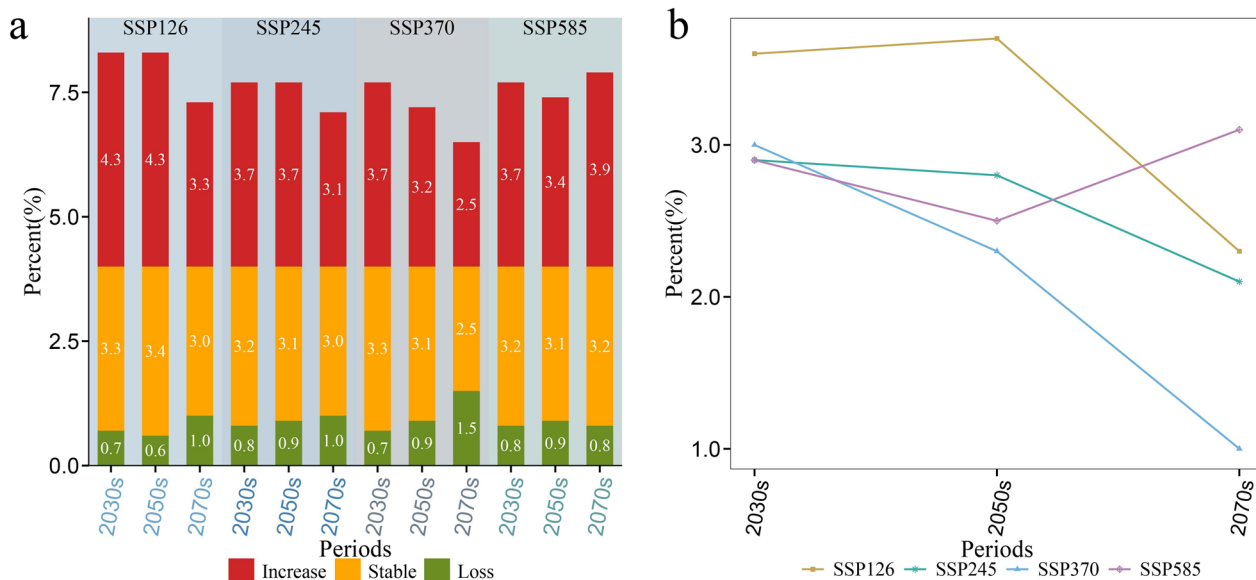 a
SSP126 SSP245 SSP370 SSP585
Percent(%)
7.5
5.0
2.5
0.0
4.3 4.3 3.3 3.7 3.7 3.1 3.7 3.2 2.5 3.7 3.4 3.9
3.3 3.4 3.0 3.2 3.1 3.0 3.3 3.1 2.5 3.2 3.1 3.2
0.7 0.6 1.0 0.8 0.9 1.0 0.7 0.9 1.5 0.8 0.9 0.8
2030s 2050s 2070s 2030s 2050s 2070s 2030s 2050s 2070s 2030s 2050s 2070s
Periods
Increase Stable Loss
b
Percent(%)
3.0
2.0
1.0
2030s 2050s 2070s
Periods
SSP126 SSP245 SSP370 SSP585